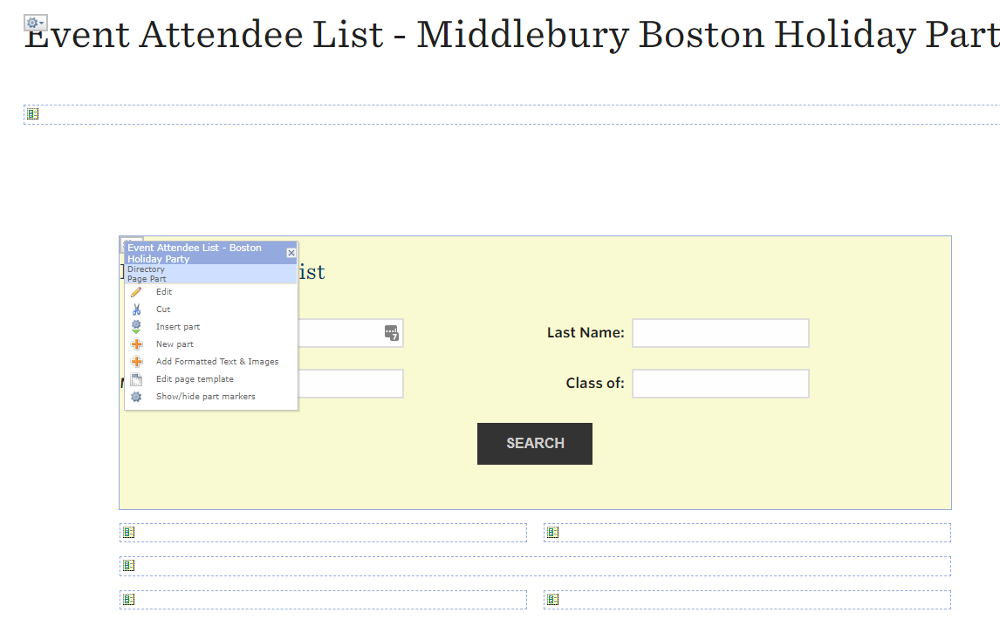 Event Attendee List - Middlebury Boston Holiday Part
Event Attendee List - Boston
Holiday Party
Directory
Page Part
ist
Edit
Cut
Insert part
Last Name:
New part
Add Formatted Text & Images
Edit page template
Class of:
Show/hide part markers
SEARCH